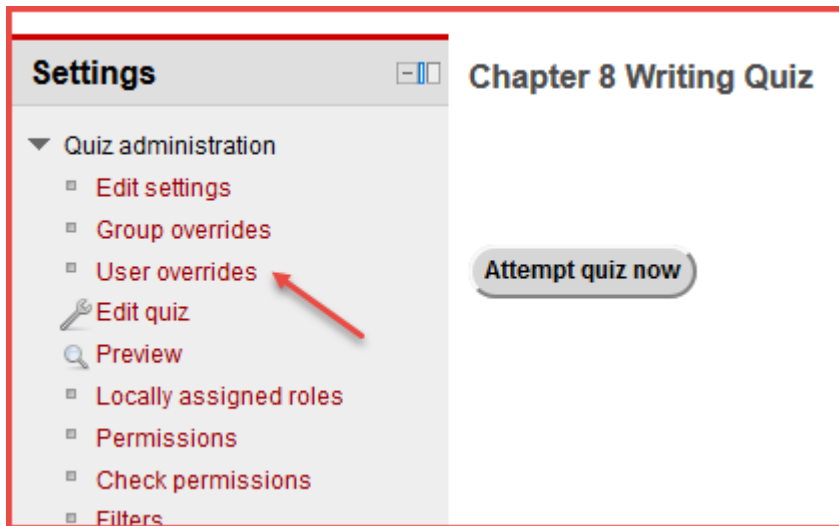 Settings
Chapter 8 Writing Quiz
Quiz administration
Edit settings
Group overrides
User overrides
Attempt quiz now
Edit quiz
Preview
Locally assigned roles
Permissions
Check permissions
Filters